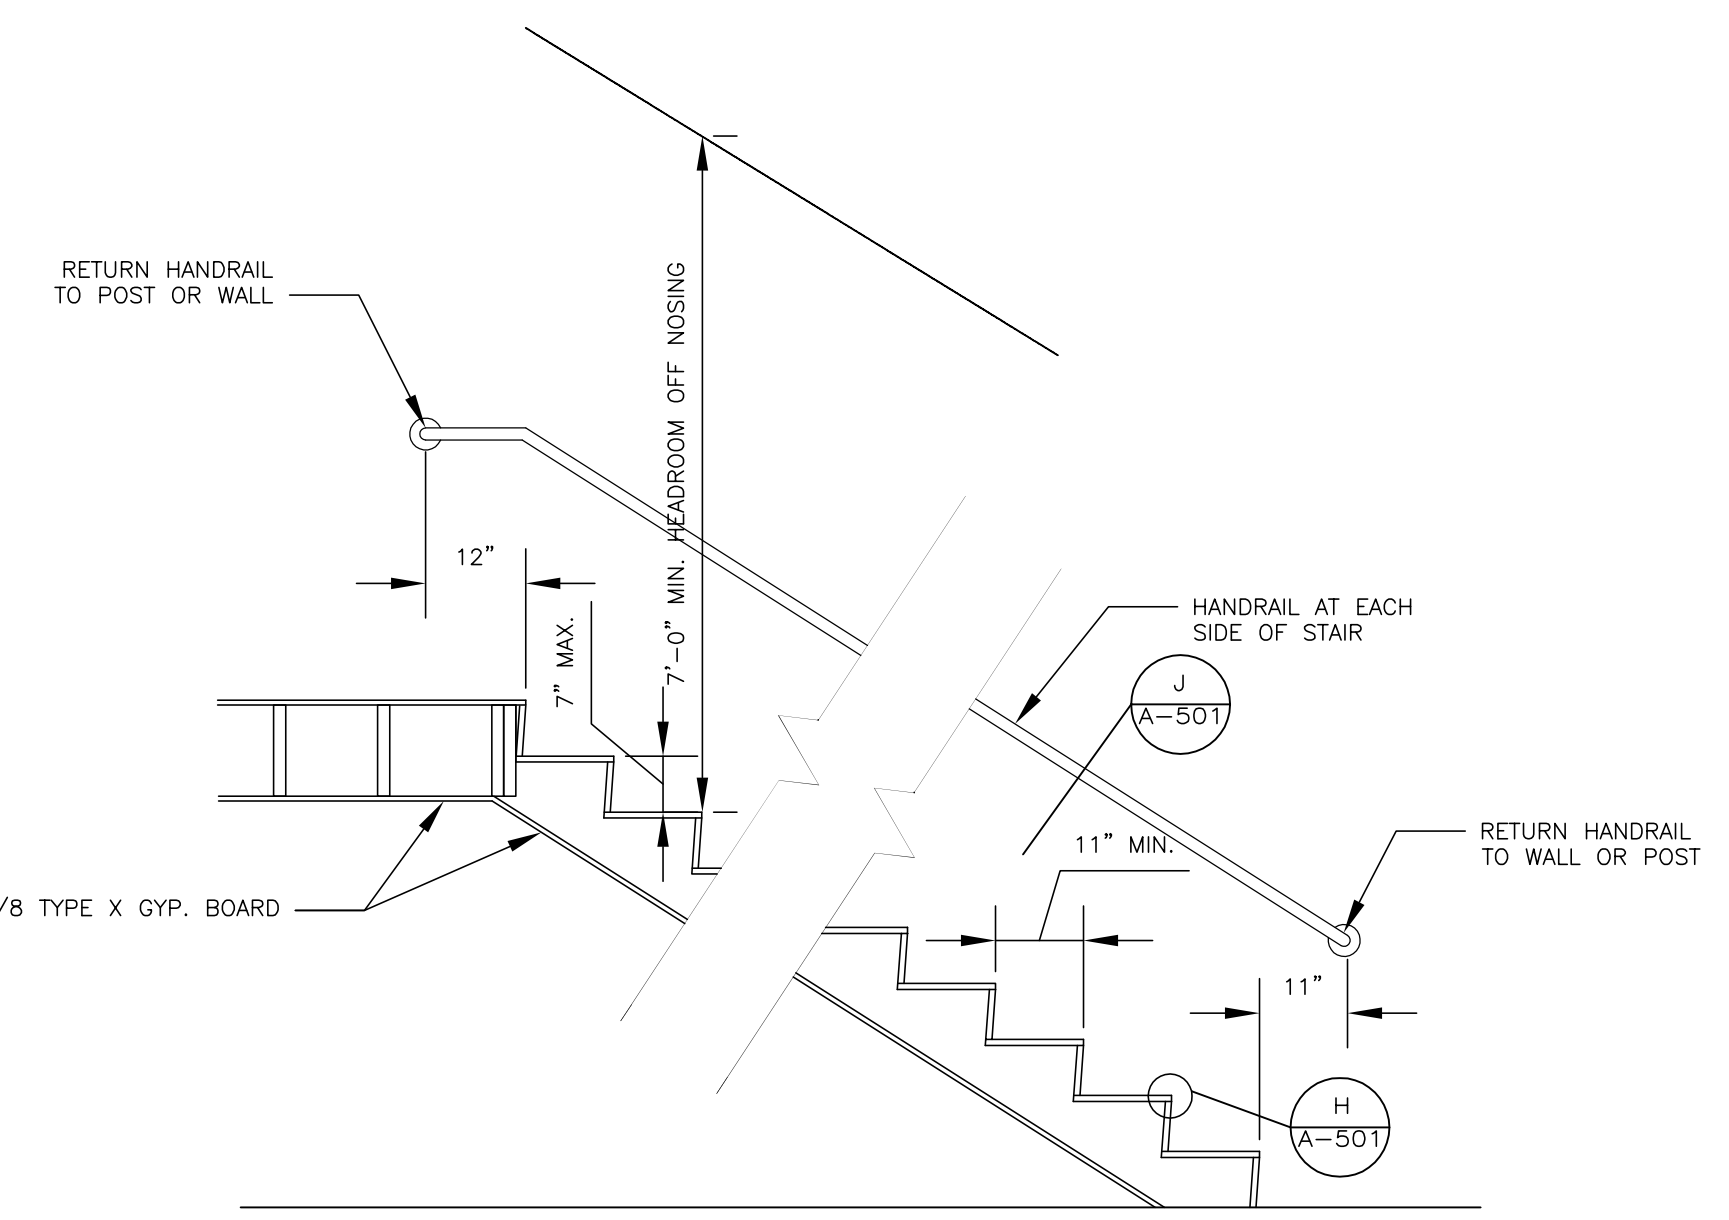 RETURN HANDRAIL
TO POST OR WALL
7'-0" MIN. HEADROOM OFF NOSING
12"
7" MAX.
HANDRAIL AT EACH
SIDE OF STAIR
J
A-501
11" MIN.
RETURN HANDRAIL
TO WALL OR POST
/8 TYPE X GYP. BOARD
11"
H
A-501